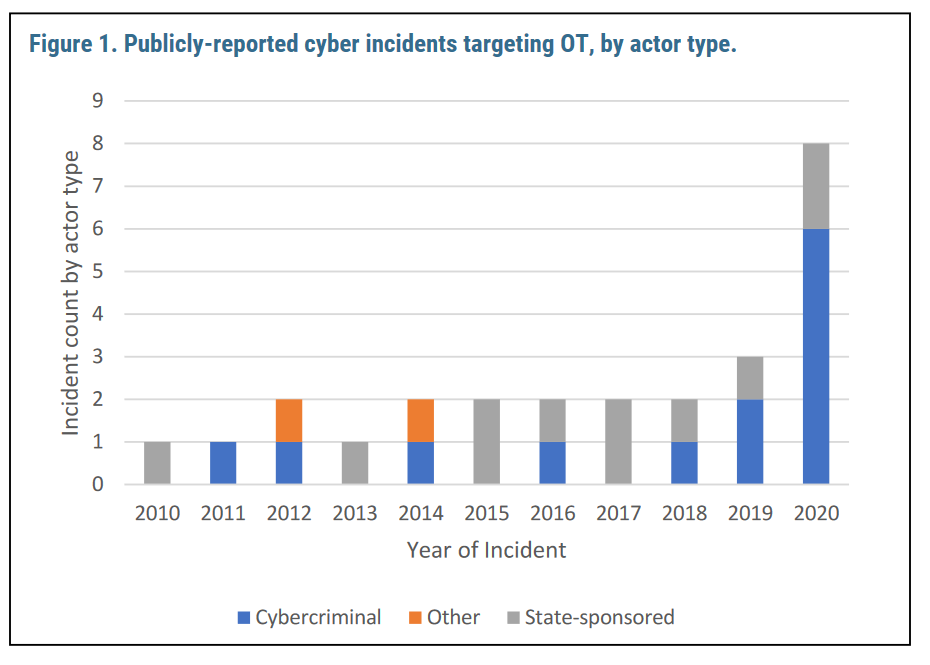 Figure 1. Publicly-reported cyber incidents targeting OT, by actor type.
9
8
7
6
5
4
3
2
1
0
Incident count by actor type
2010 2011 2012 2013 2014 2015 2016 2017 2018 2019 2020
Year of Incident
Cybercriminal Other State-sponsored